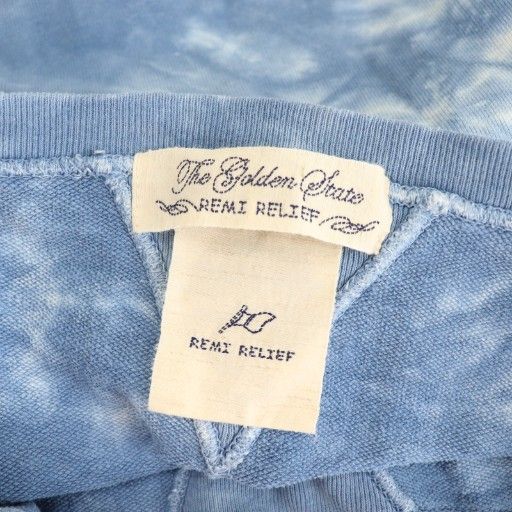 The Golden State
REMI RELIEF
REMI RELIEF